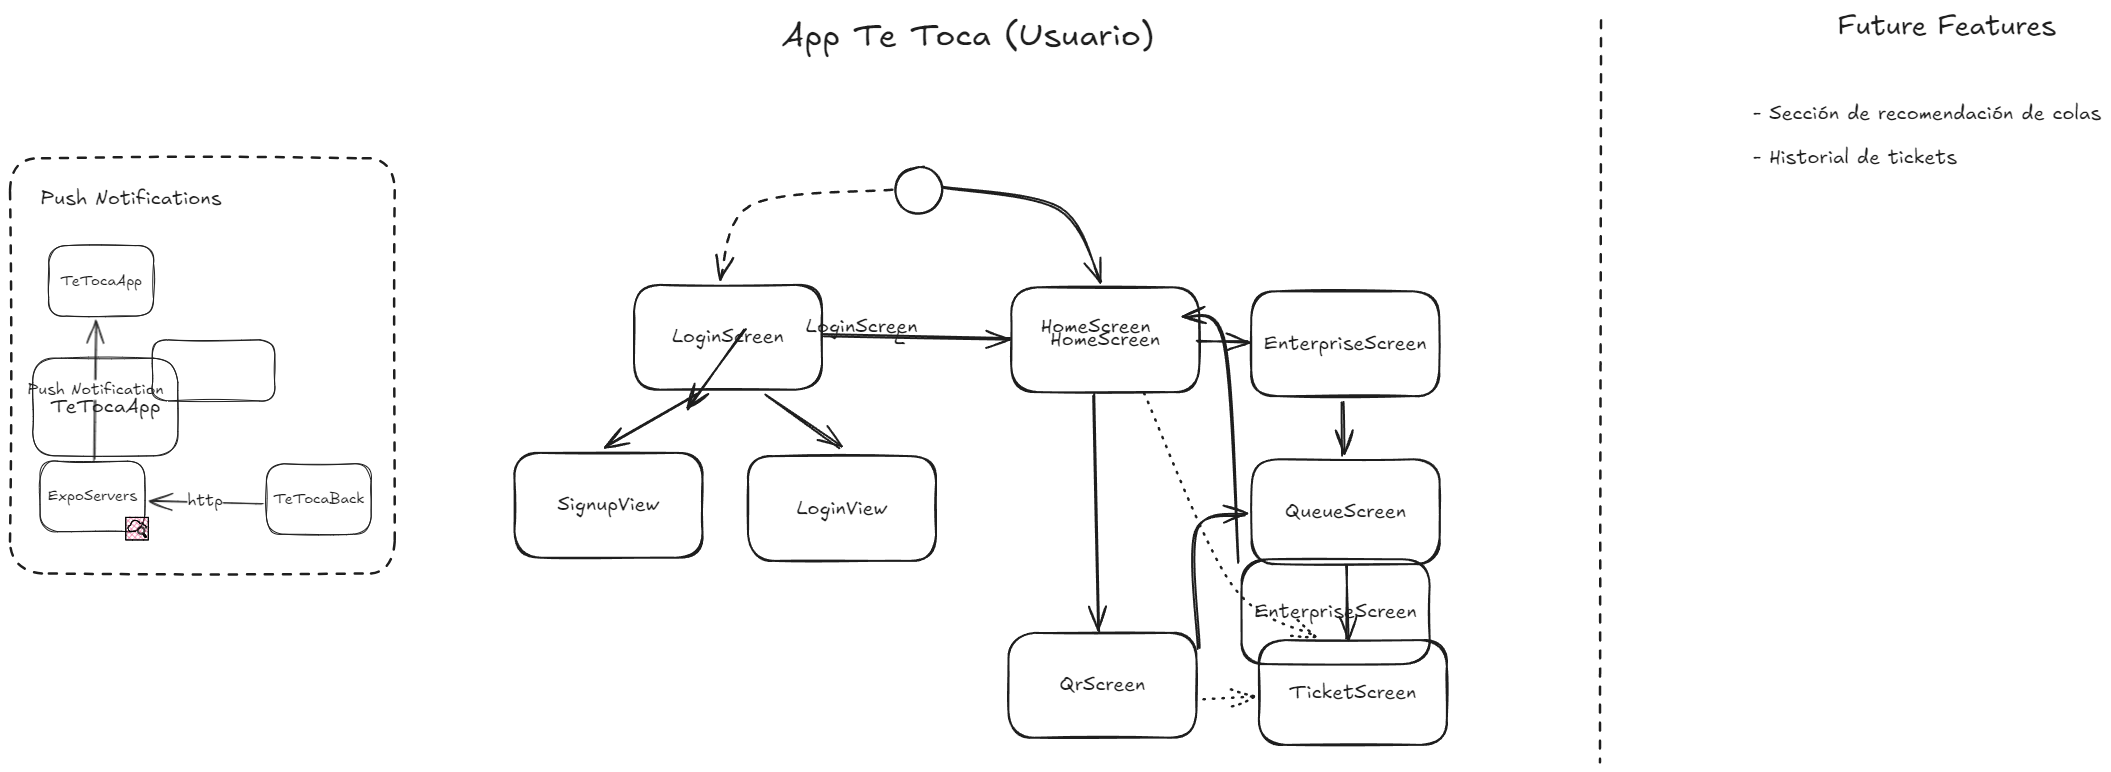 App Te Toca (Usuario)
Future Features
- Sección de recomendación de colas
- Historial de tickets
Push Notifications
TeTocaApp
Push Notification
TeTocaApp
ExpoServers
http
TeTocaBack
LoginScreen
LoginScreen
HomeScreen
HomeScreen
EnterpriseScreen
SignupView
LoginView
QueueScreen
EnterpriseScreen
QrScreen
TicketScreen